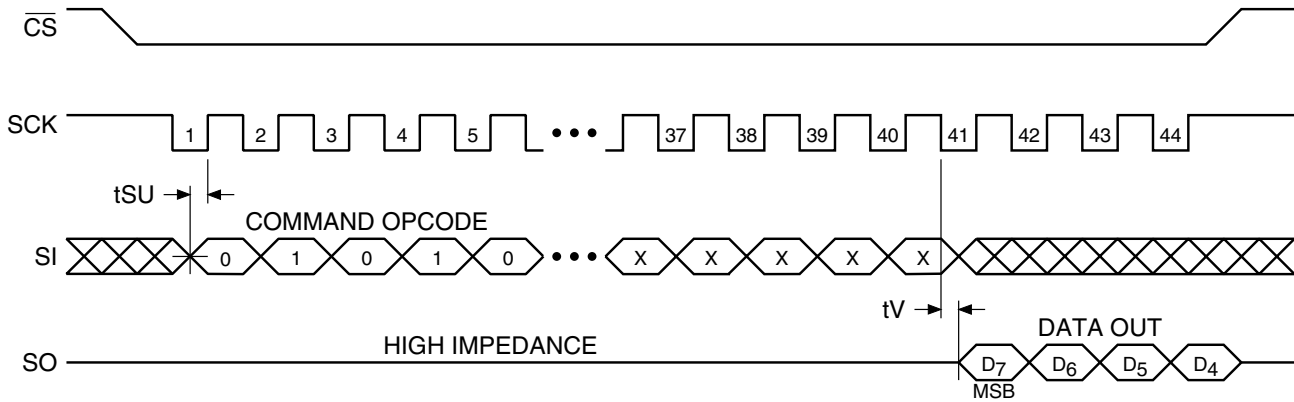 CS
SCK 1 2 3 4 5 ••• 37 38 39 40 41 42 43 44
tSU
COMMAND OPCODE
SI 0 1 0 1 0 ••• X X X X X
tV
DATA OUT
HIGH IMPEDANCE
SO D7 D6 D5 D4
MSB